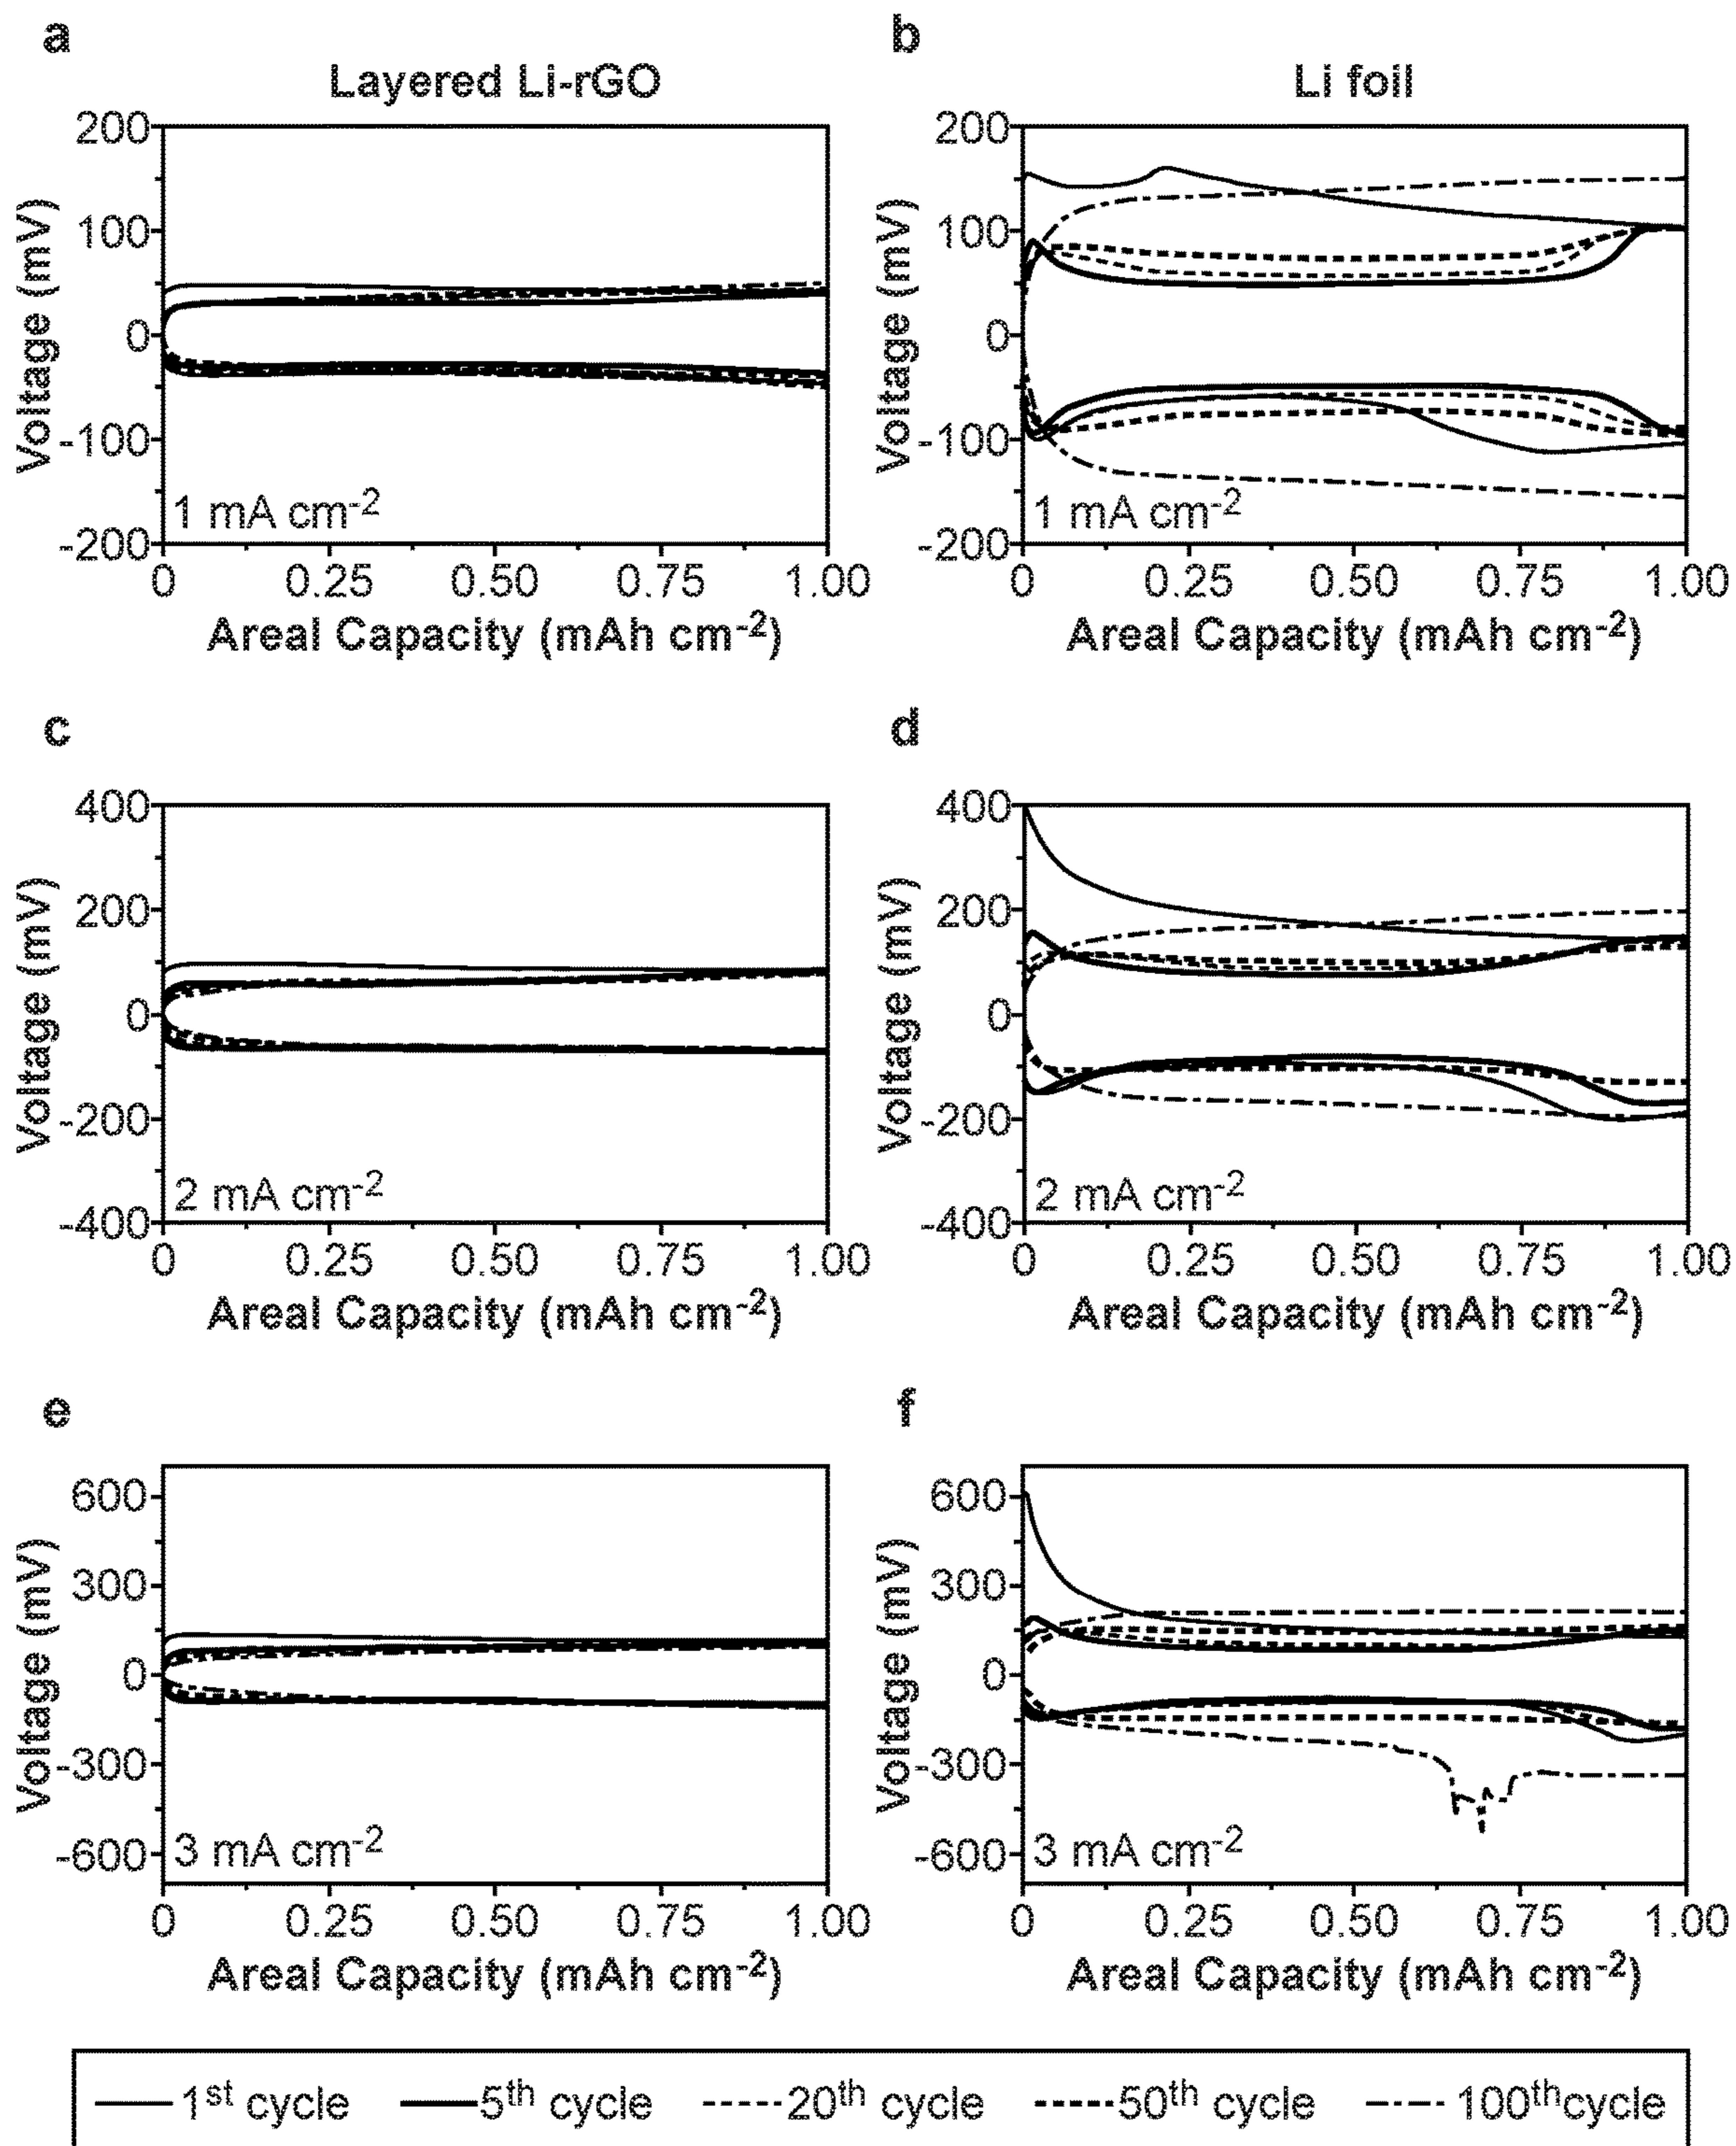 a
Layered Li-rGO
200
100
0
-100
-200
Voltage (mV)
1 mA cm-2
0 0.25 0.50 0.75 1.00
Areal Capacity (mAh cm-2)
b
Li foil
200
100
0
-100
-200
Voltage (mV)
1 mA cm-2
0 0.25 0.50 0.75 1.00
Areal Capacity (mAh cm-2)
c
400
200
0
-200
-400
Voltage (mV)
2 mA cm-2
0 0.25 0.50 0.75 1.00
Areal Capacity (mAh cm-2)
d
400
200
0
-200
-400
Voltage (mV)
2 mA cm-2
0 0.25 0.50 0.75 1.00
Areal Capacity (mAh cm-2)
e
600
300
0
-300
-600
Voltage (mV)
3 mA cm-2
0 0.25 0.50 0.75 1.00
Areal Capacity (mAh cm-2)
f
600
300
0
-300
-600
Voltage (mV)
3 mA cm-2
0 0.25 0.50 0.75 1.00
Areal Capacity (mAh cm-2)
1st cycle 5th cycle 20th cycle 50th cycle 100thcycle